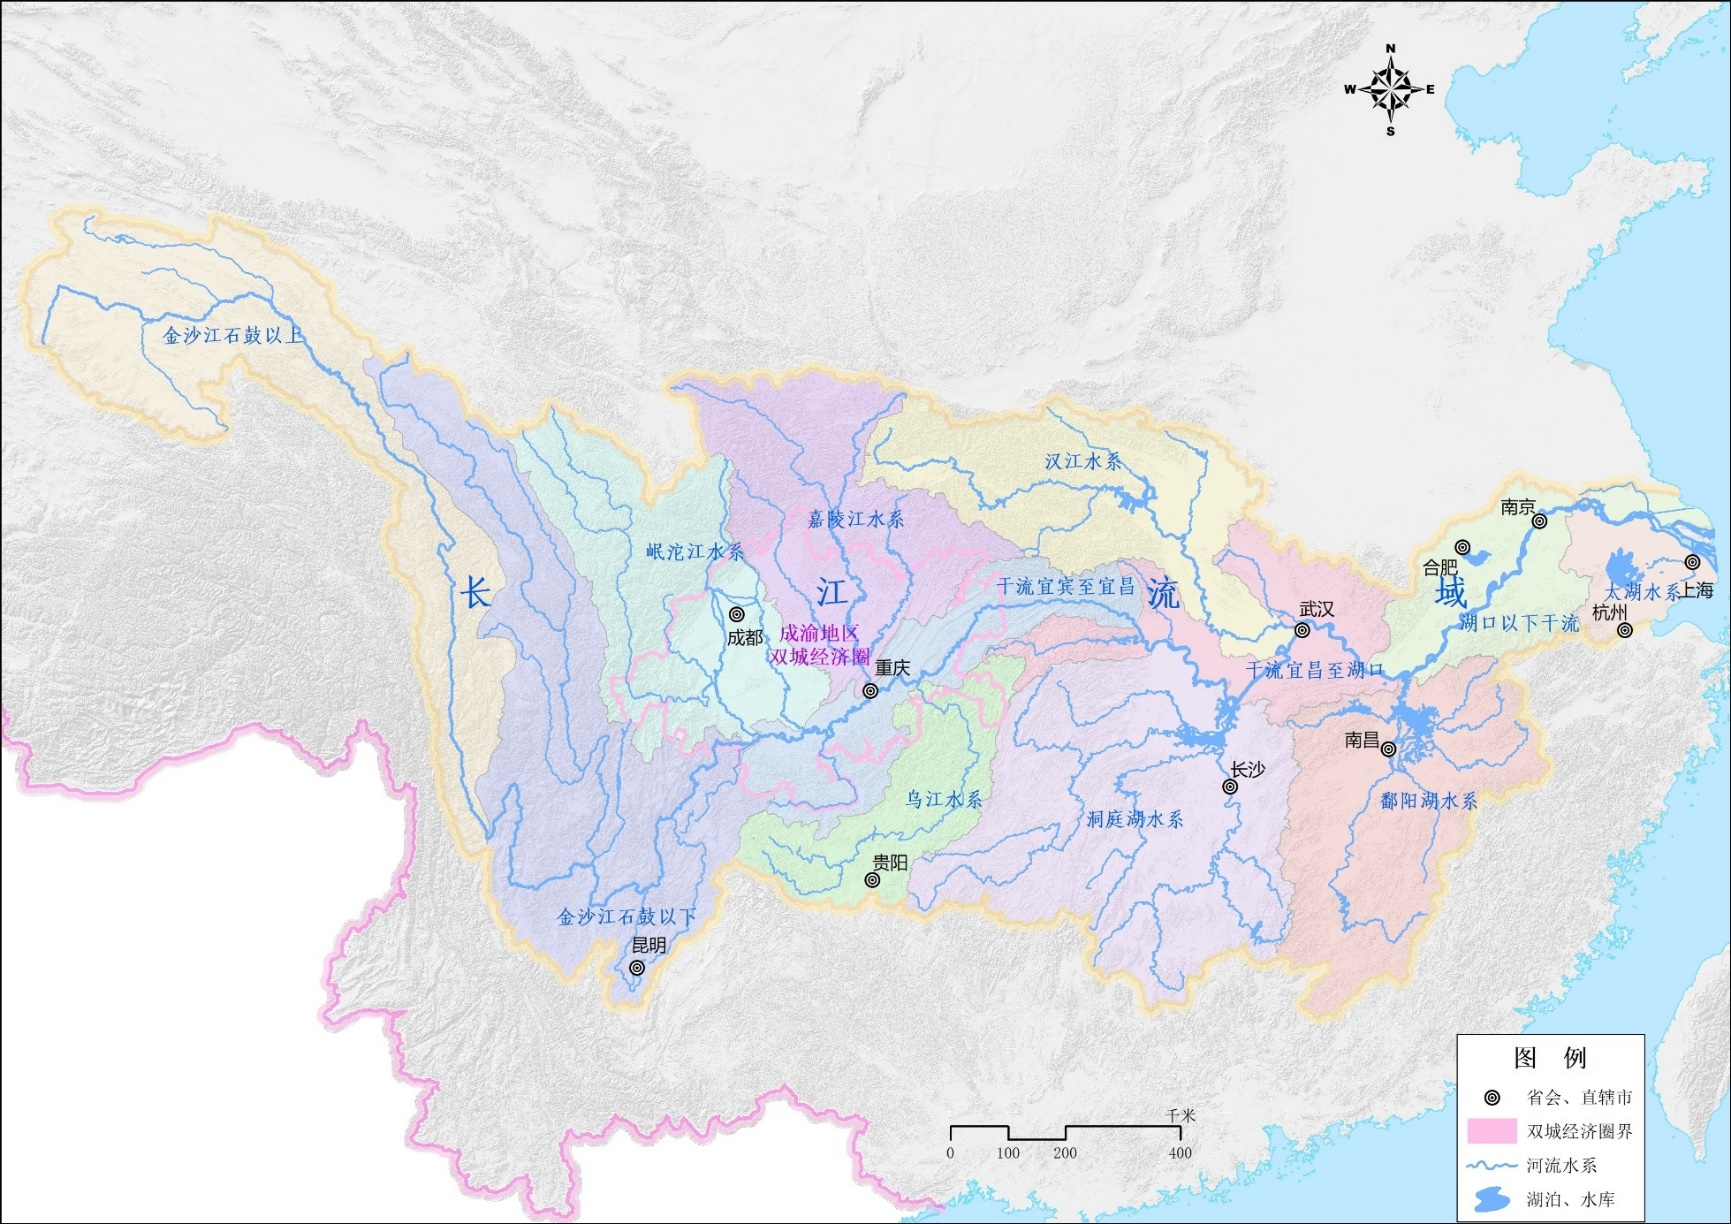 N
W E
S
金沙江石鼓以上
汉江水系
嘉陵江水系
岷沱江水系
南京
合肥
长 江 流 域
干流宜宾至宜昌
太湖水系
上海
成都
成渝地区
双城经济圈
武汉
杭州
湖口以下干流
重庆
干流宜昌至湖口
南昌
长沙
乌江水系
鄱阳湖水系
洞庭湖水系
贵阳
金沙江石鼓以下
昆明
千米
0 100 200 400
图 例
省会、直辖市
双城经济圈界
河流水系
湖泊、水库